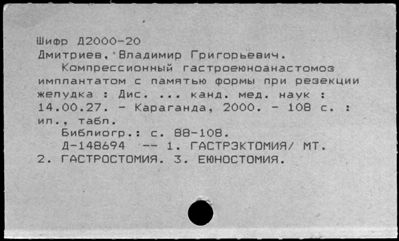 Шифр Д2000-20
Дмитриев, Владимир Григорьевич.
Компрессионный гастроеюноанастомоз
имплантатом с памятью формы при резекции
желудка : Дис. ... канд. мед. наук :
14.00.27. - Караганда, 2000. - 108 с. :
ил., табл.
Библиогр.: с. 88-108.
Д-148694 -- 1. ГАСТРЭКТОМИЯ/ МТ.
2. ГАСТРОСТОМИЯ. 3. ЕЮНОСТОМИЯ.